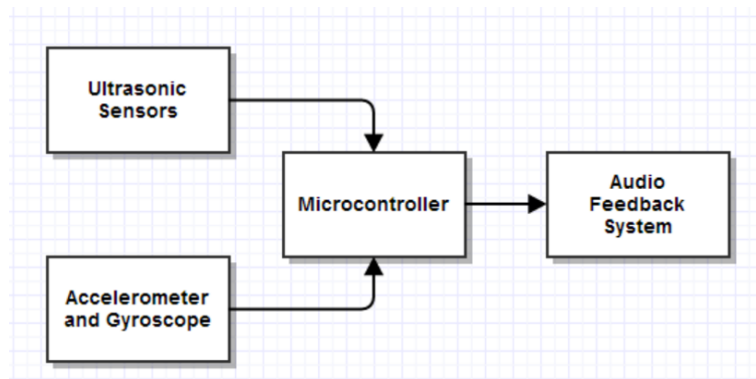 Ultrasonic
Sensors
Microcontroller
Audio
Feedback
System
Accelerometer
and Gyroscope